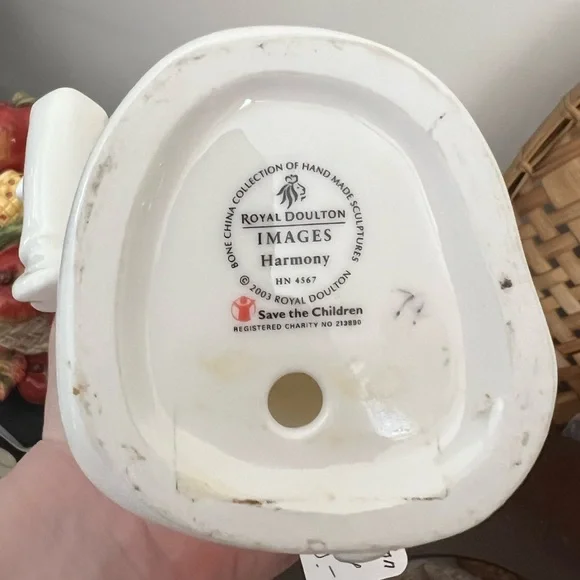 BONE CHINA COLLECTION OF HAND MADE SCULPTURES
ROYAL DOULTON
IMAGES
Harmony
HN 4567
© 2003 ROYAL DOULTON
Save the Children
REGISTERED CHARITY NO 213890